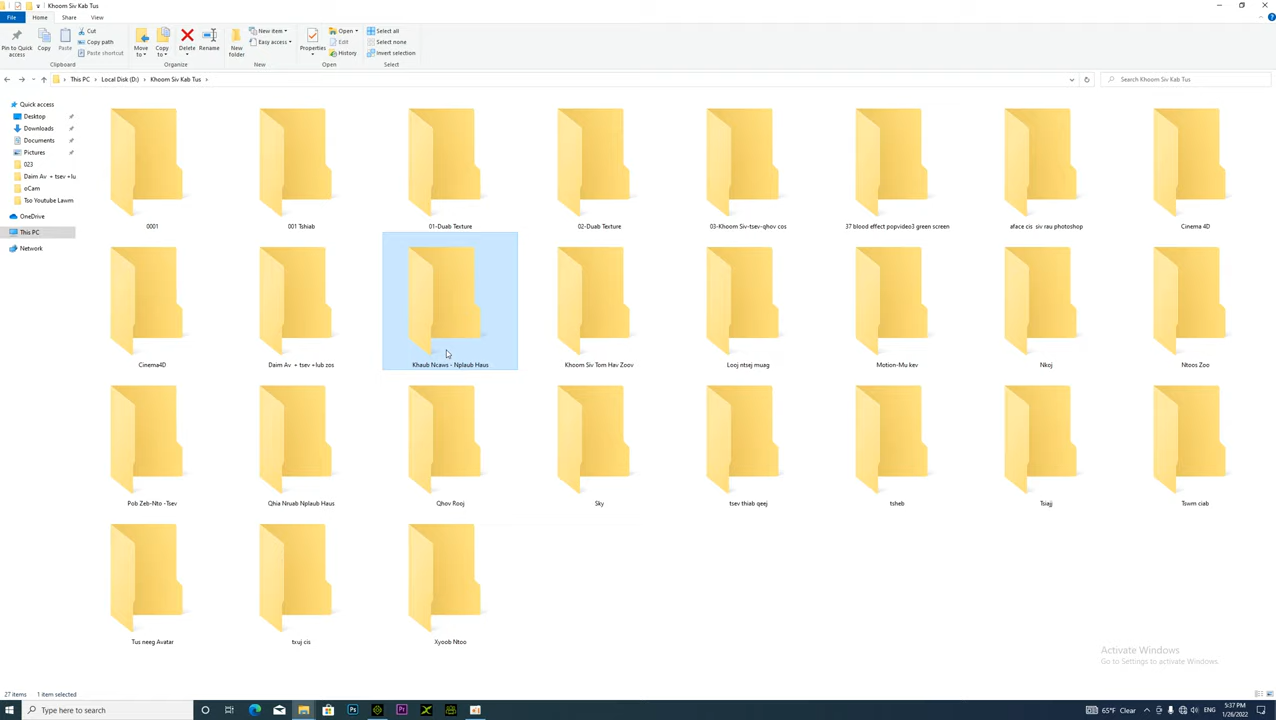 Khoom Siv Kab Tus
File
Home
Share
View
Pin to Quick access
Copy
Paste
Cut
Copy path
Paste shortcut
Clipboard
Move to
Copy to
Delete
Rename
Organize
New folder
New item
Easy access
New
Properties
Open
Edit
History
Open
Select all
Select none
Invert selection
Select
This PC
Local Disk (D:)
Khoom Siv Kab Tus
Search Khoom Siv Kab Tus
Quick access
Desktop
Downloads
Documents
Pictures
023
Daim Av + tsev +lu
oCam
Tso Youtube Lawm
OneDrive
This PC
Network
0001
001 Tshiab
01-Duab Texture
02-Duab Texture
03-Khoom Siv-tsev-qhov cos
37 blood effect popvideo3 green screen
aface cis siv rau photoshop
Cinema 4D
Cinema4D
Daim Av + tsev +lub zos
Khaub Ncaws - Nplaub Haus
Khoom Siv Tom Hav Zoov
Looj ntsej muag
Motion-Mu kev
Nkoj
Ntoos Zoo
Pob Zeb-Nto -Tsev
Qhia Nruab Nplaub Haus
Qhov Rooj
Sky
tsev thiab qeej
tsheb
Tsiajj
Tswm ciab
Tus neeg Avatar
txuj cis
Xyoob Ntoo
Activate Windows
Go to Settings to activate Windows.
27 items
1 item selected
Type here to search
65°F Clear
ENG
5:37 PM
1/26/2022